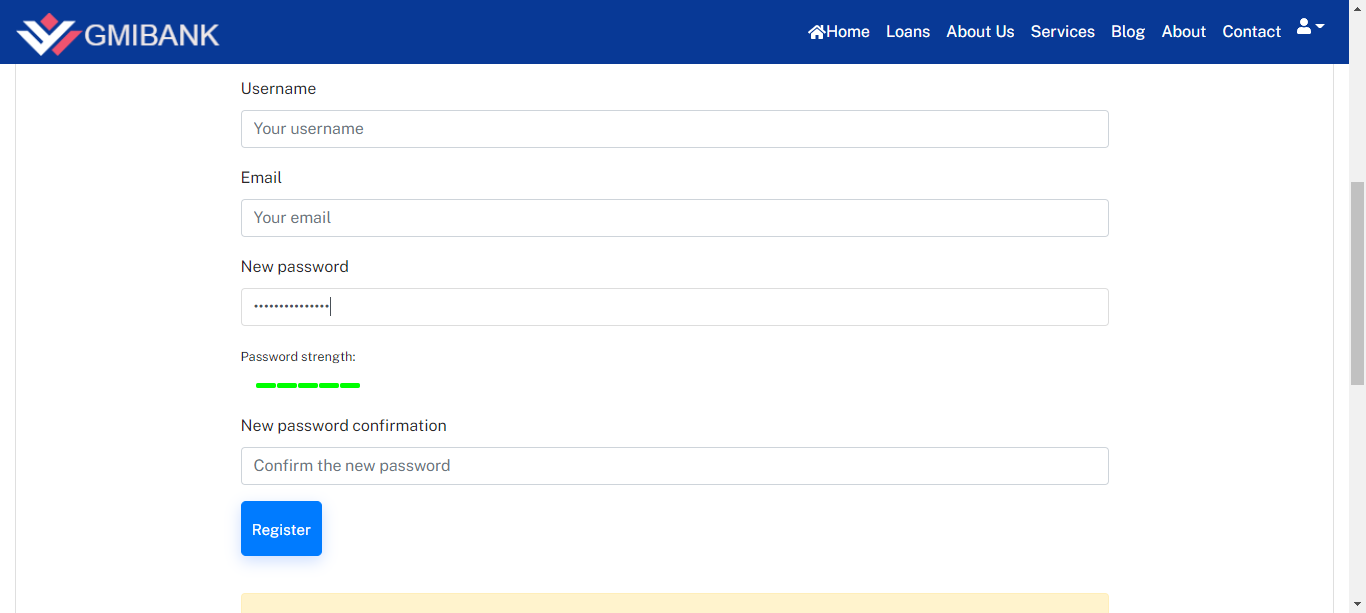 GMIBANK
Home Loans About Us Services Blog About Contact
Username
Your username
Email
Your email
New password
•••••••••••••••
Password strength:
New password confirmation
Confirm the new password
Register